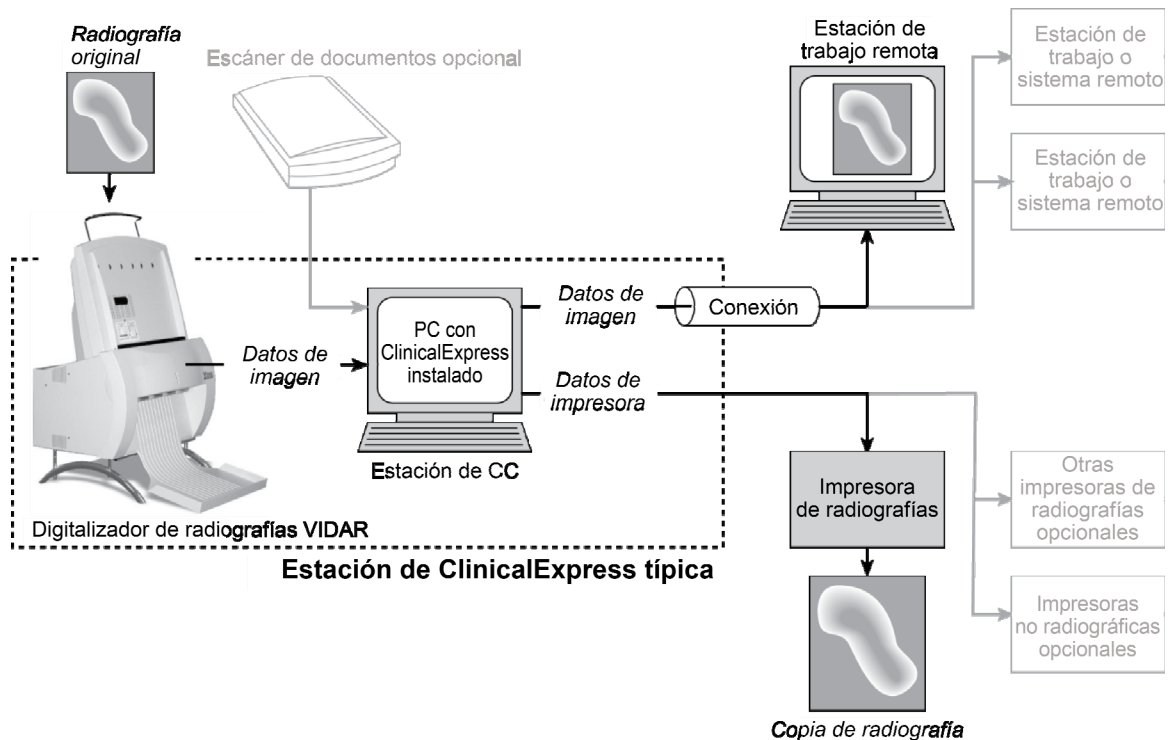 Radiografía
original
Escáner de documentos opcional
Estación de
trabajo remota
Estación de
trabajo o
sistema remoto
Estación de
trabajo o
sistema remoto
Datos de
imagen
PC con
ClinicalExpress
instalado
Datos de
imagen
Conexión
Datos de
impresora
Estación de CC
Digitalizador de radiografías VIDAR
Estación de ClinicalExpress típica
Impresora
de radiografías
Otras
impresoras de
radiografías
opcionales
Impresoras
no radiográficas
opcionales
Copia de radiografía